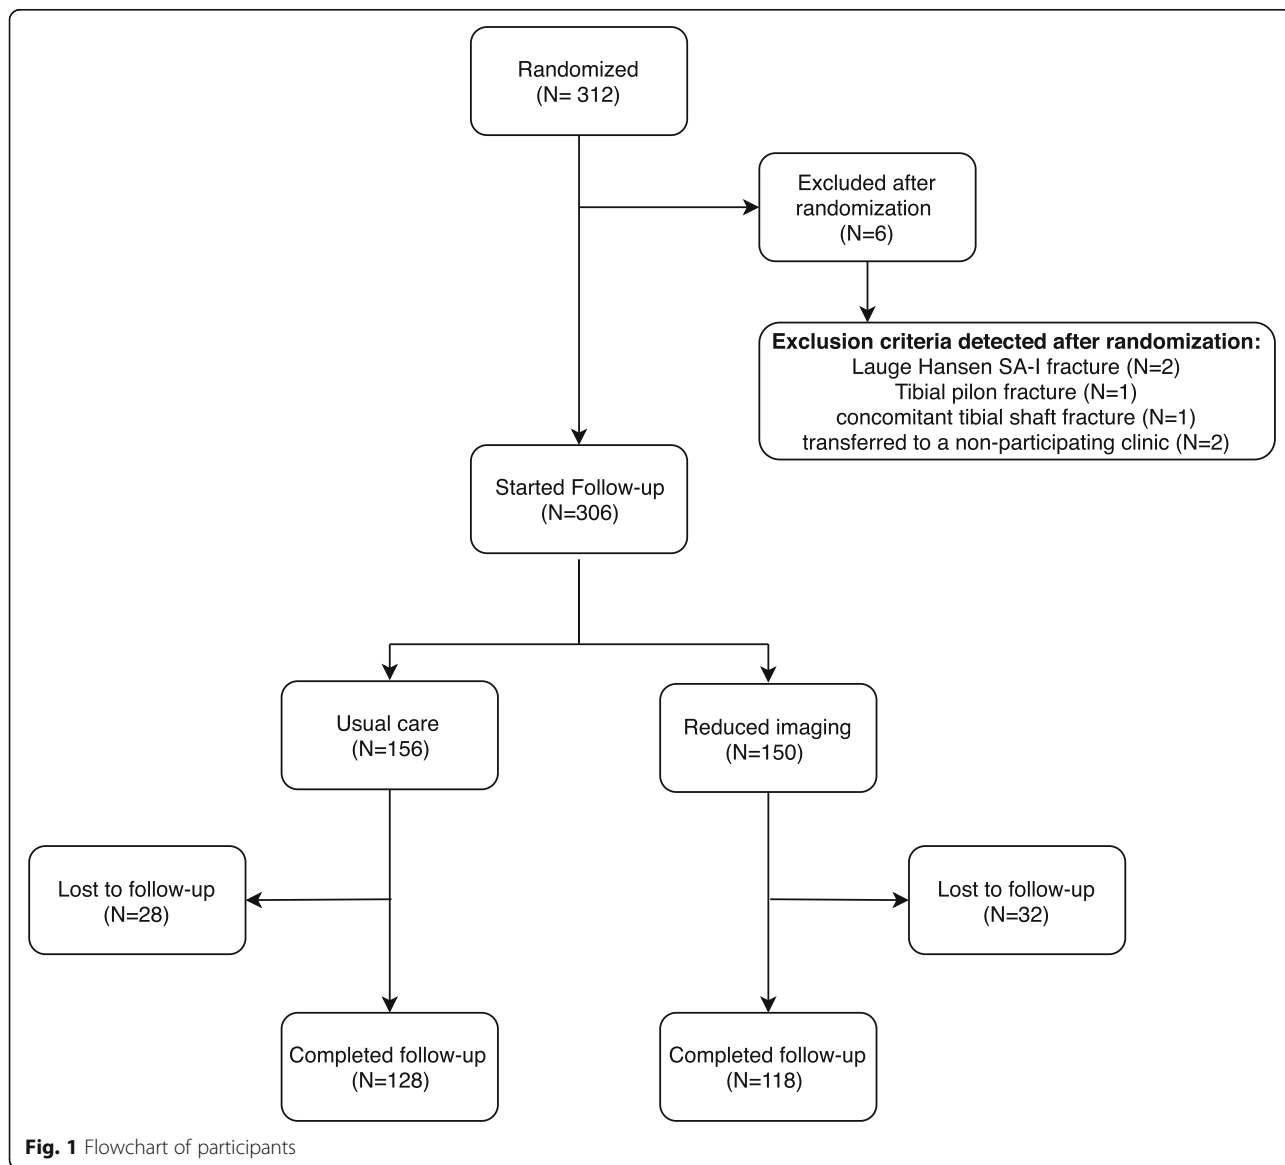 Randomized
(N= 312)
Excluded after
randomization
(N=6)
Exclusion criteria detected after randomization:
Lauge Hansen SA-I fracture (N=2)
Tibial pilon fracture (N=1)
concomitant tibial shaft fracture (N=1)
transferred to a non-participating clinic (N=2)
Started Follow-up
(N=306)
Usual care
(N=156)
Reduced imaging
(N=150)
Lost to follow-up
(N=28)
Lost to follow-up
(N=32)
Completed follow-up
(N=128)
Completed follow-up
(N=118)
Fig. 1 Flowchart of participants